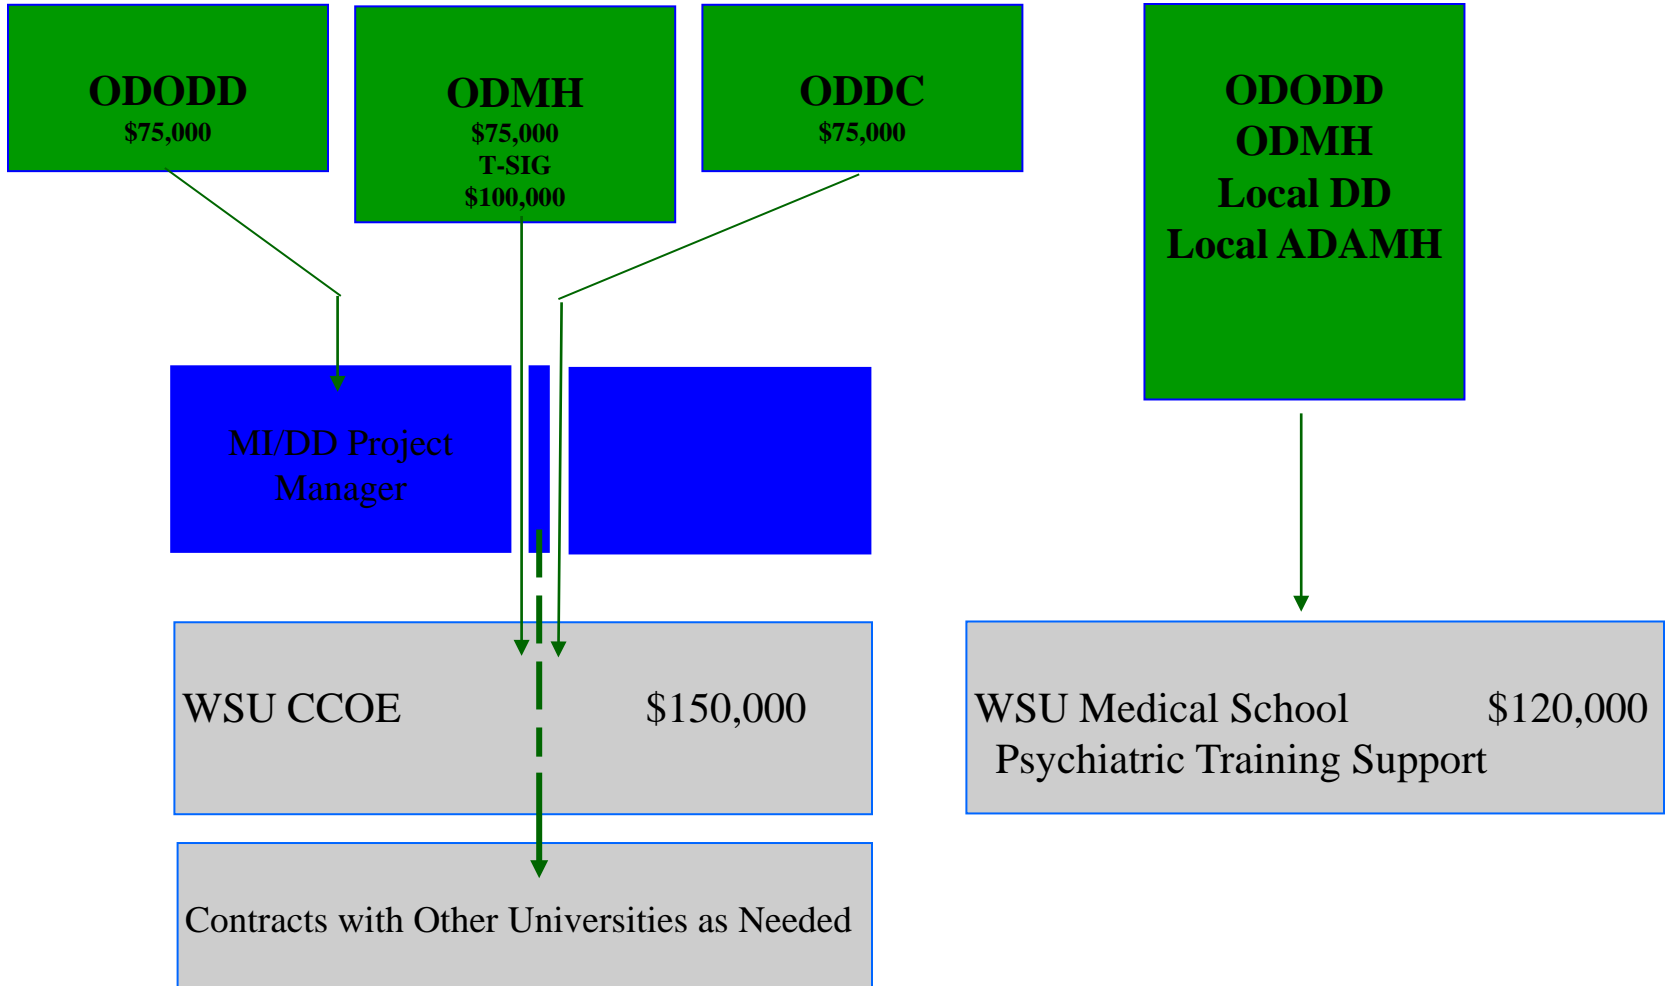 ODODD
$75,000
ODMH
$75,000
T-SIG
$100,000
ODDC
$75,000
ODODD
ODMH
Local DD
Local ADAMH
MI/DD Project
Manager
WSU CCOE $150,000
WSU Medical School $120,000
Psychiatric Training Support
Contracts with Other Universities as Needed